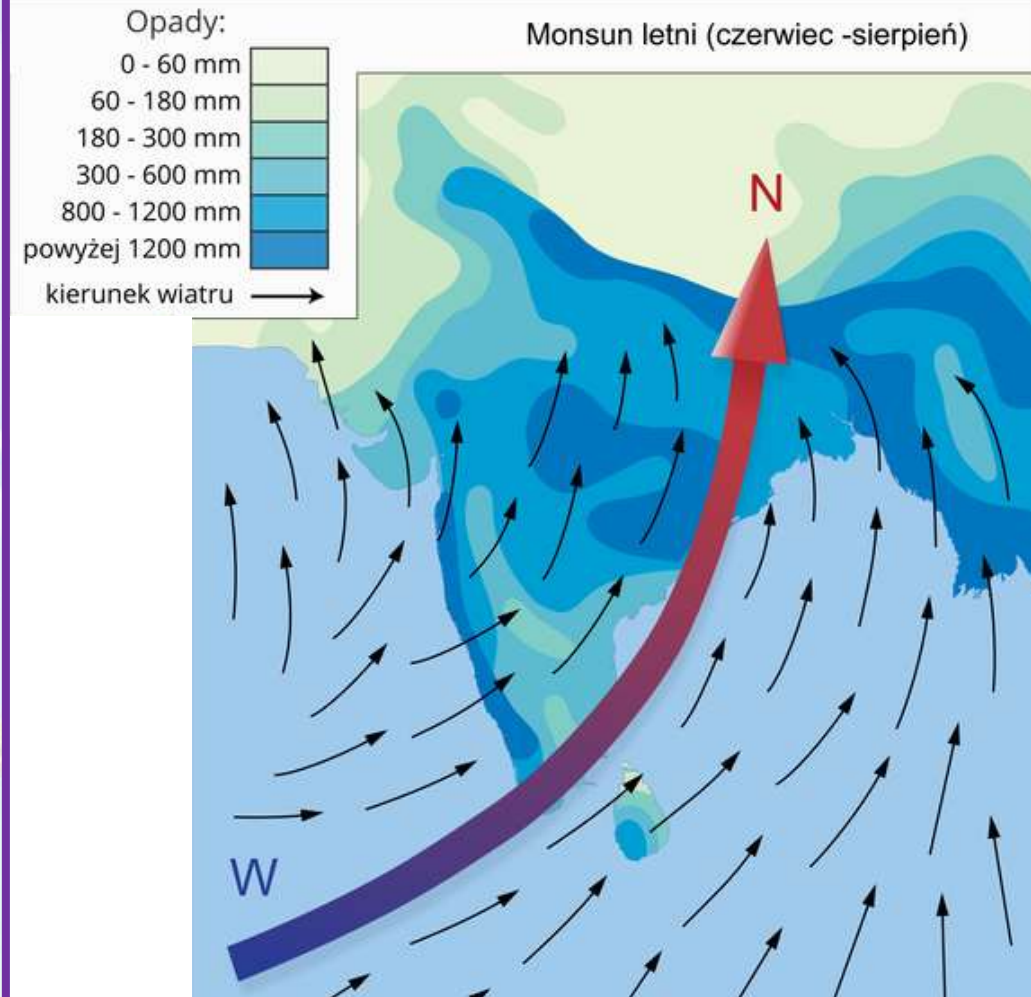 Opady:
0 - 60 mm
60 - 180 mm
180 - 300 mm
300 - 600 mm
800 - 1200 mm
powyżej 1200 mm
kierunek wiatru
Monsun letni (czerwiec -sierpień)
N
W